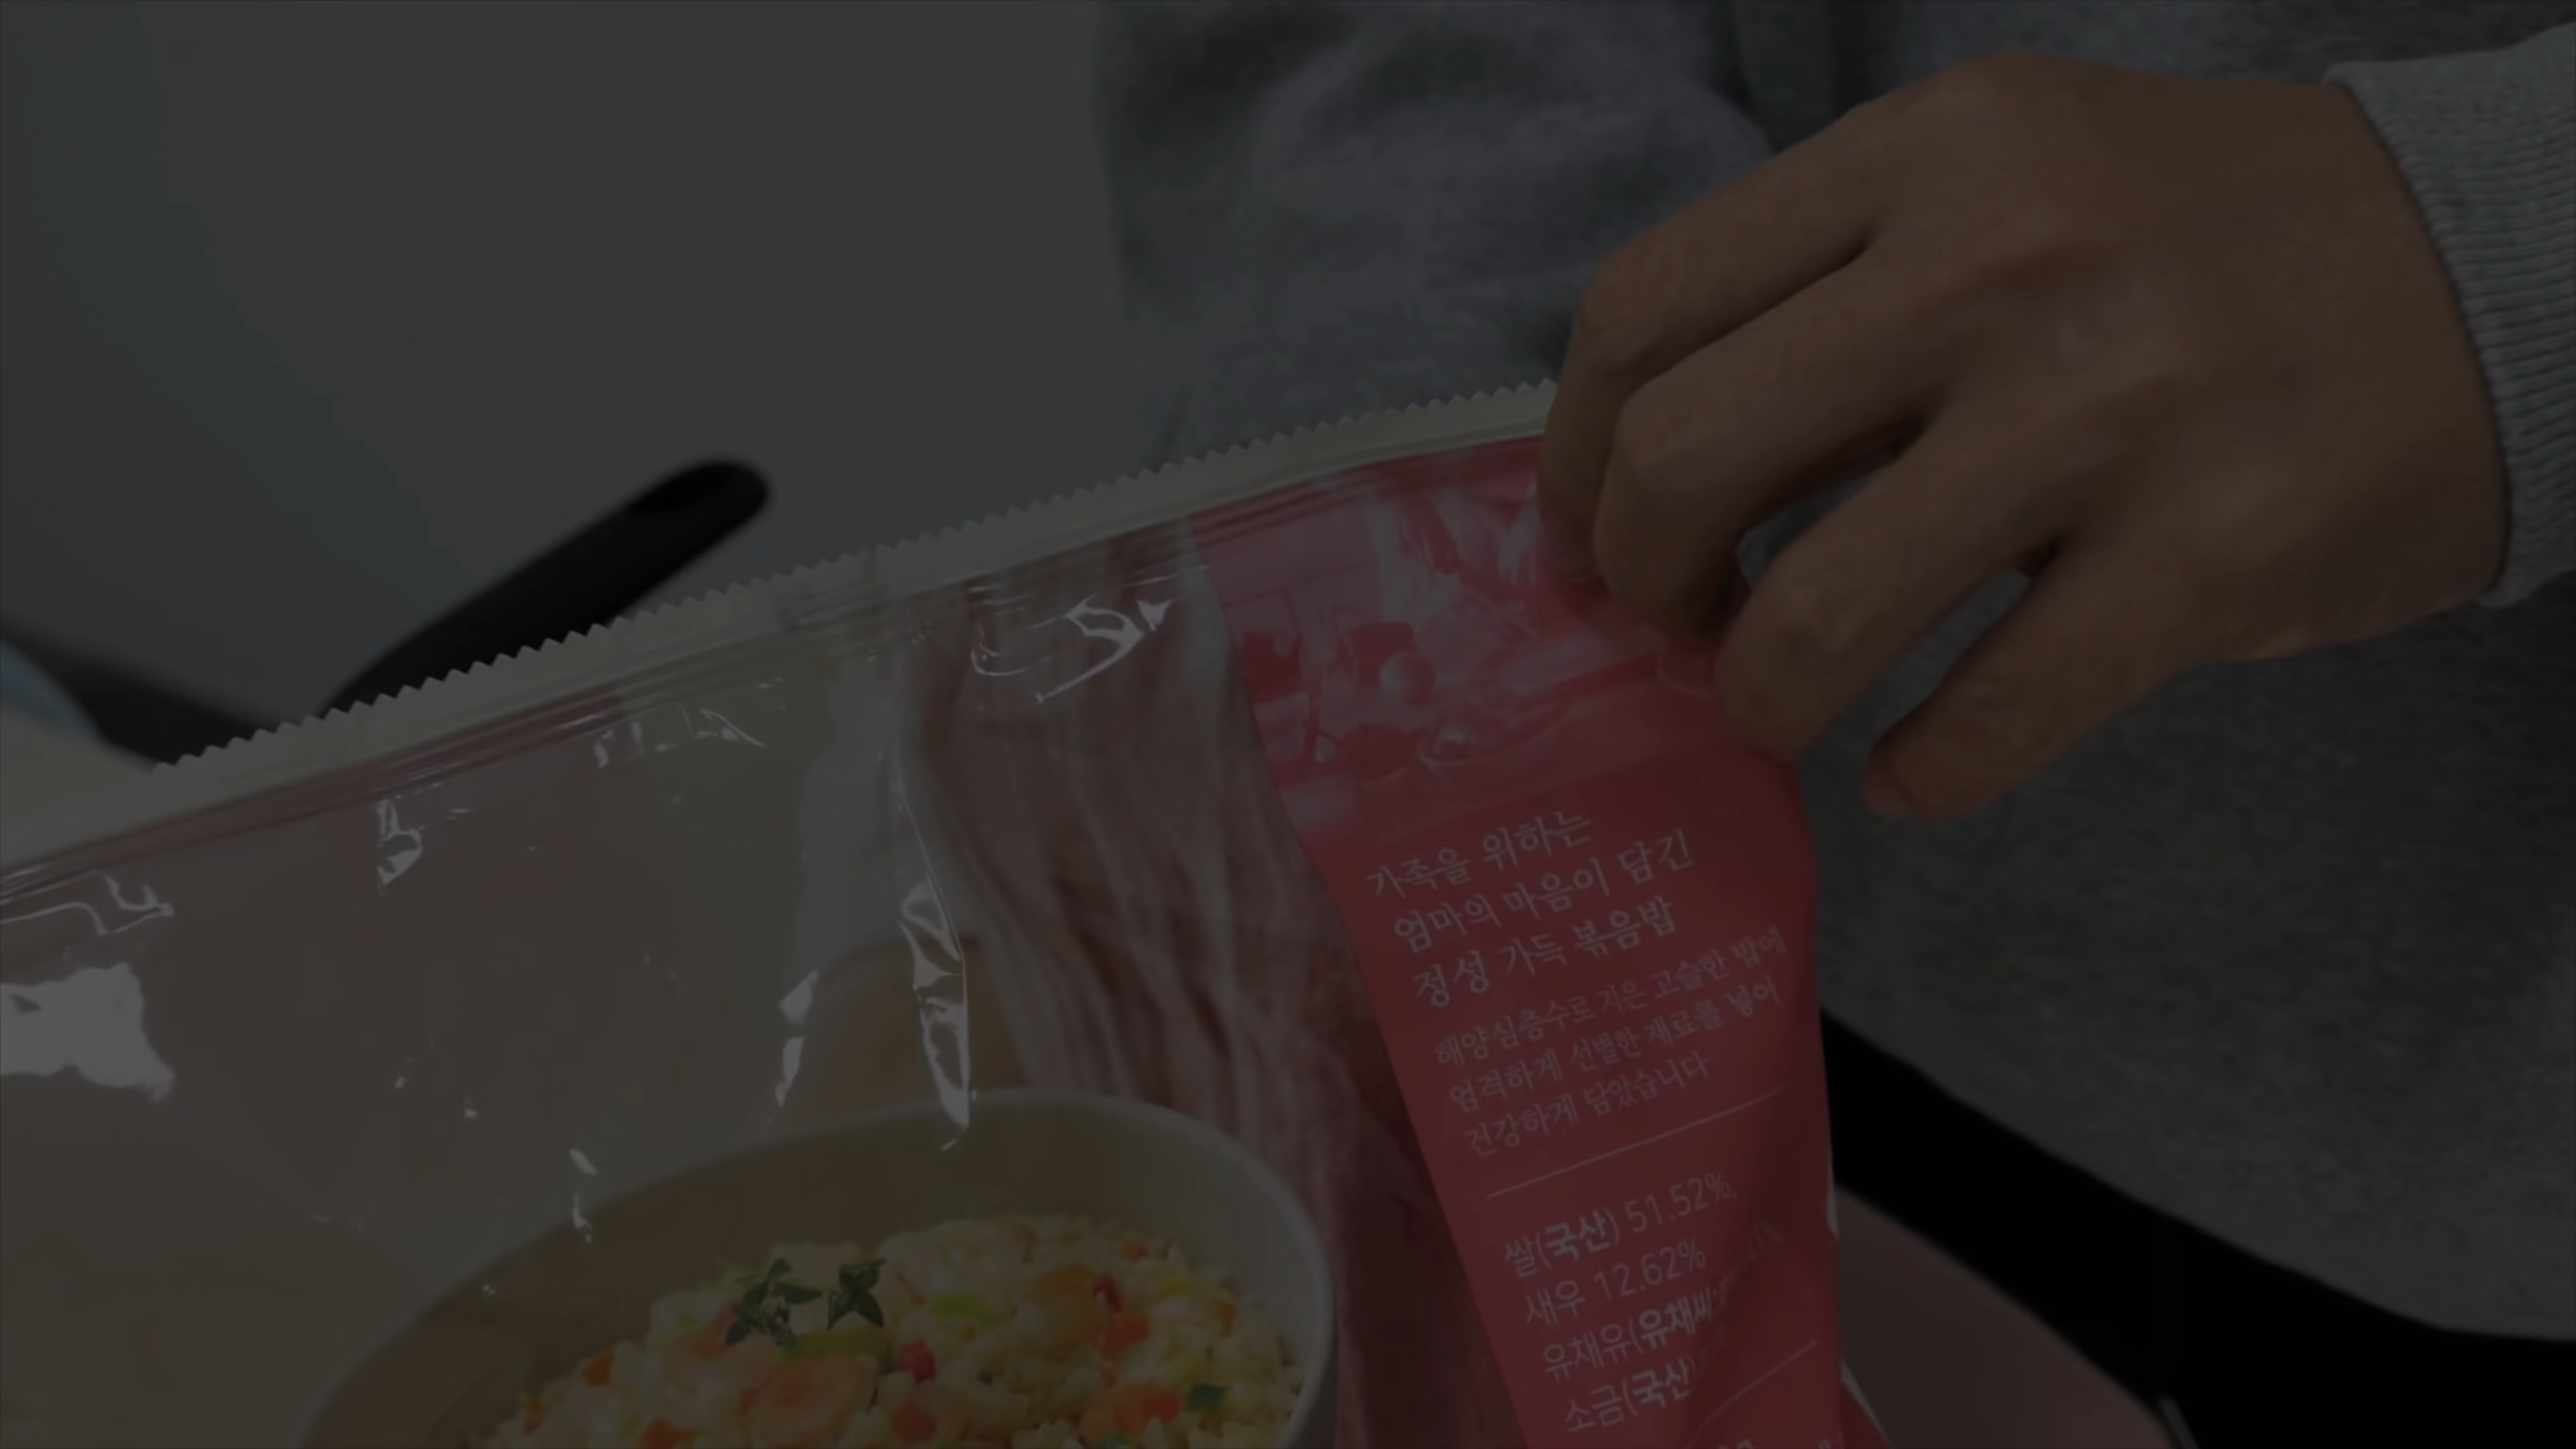 가족을 위하는
엄마의 마음이 담긴
정성 가득 볶음밥
해양심층수로 지은 고슬한 밥에
엄격하게 선별한 재료를 넣어
건강하게 담았습니다
쌀(국산) 51.52%,
새우 12.62%
유채유(유채씨:
소금(국산)